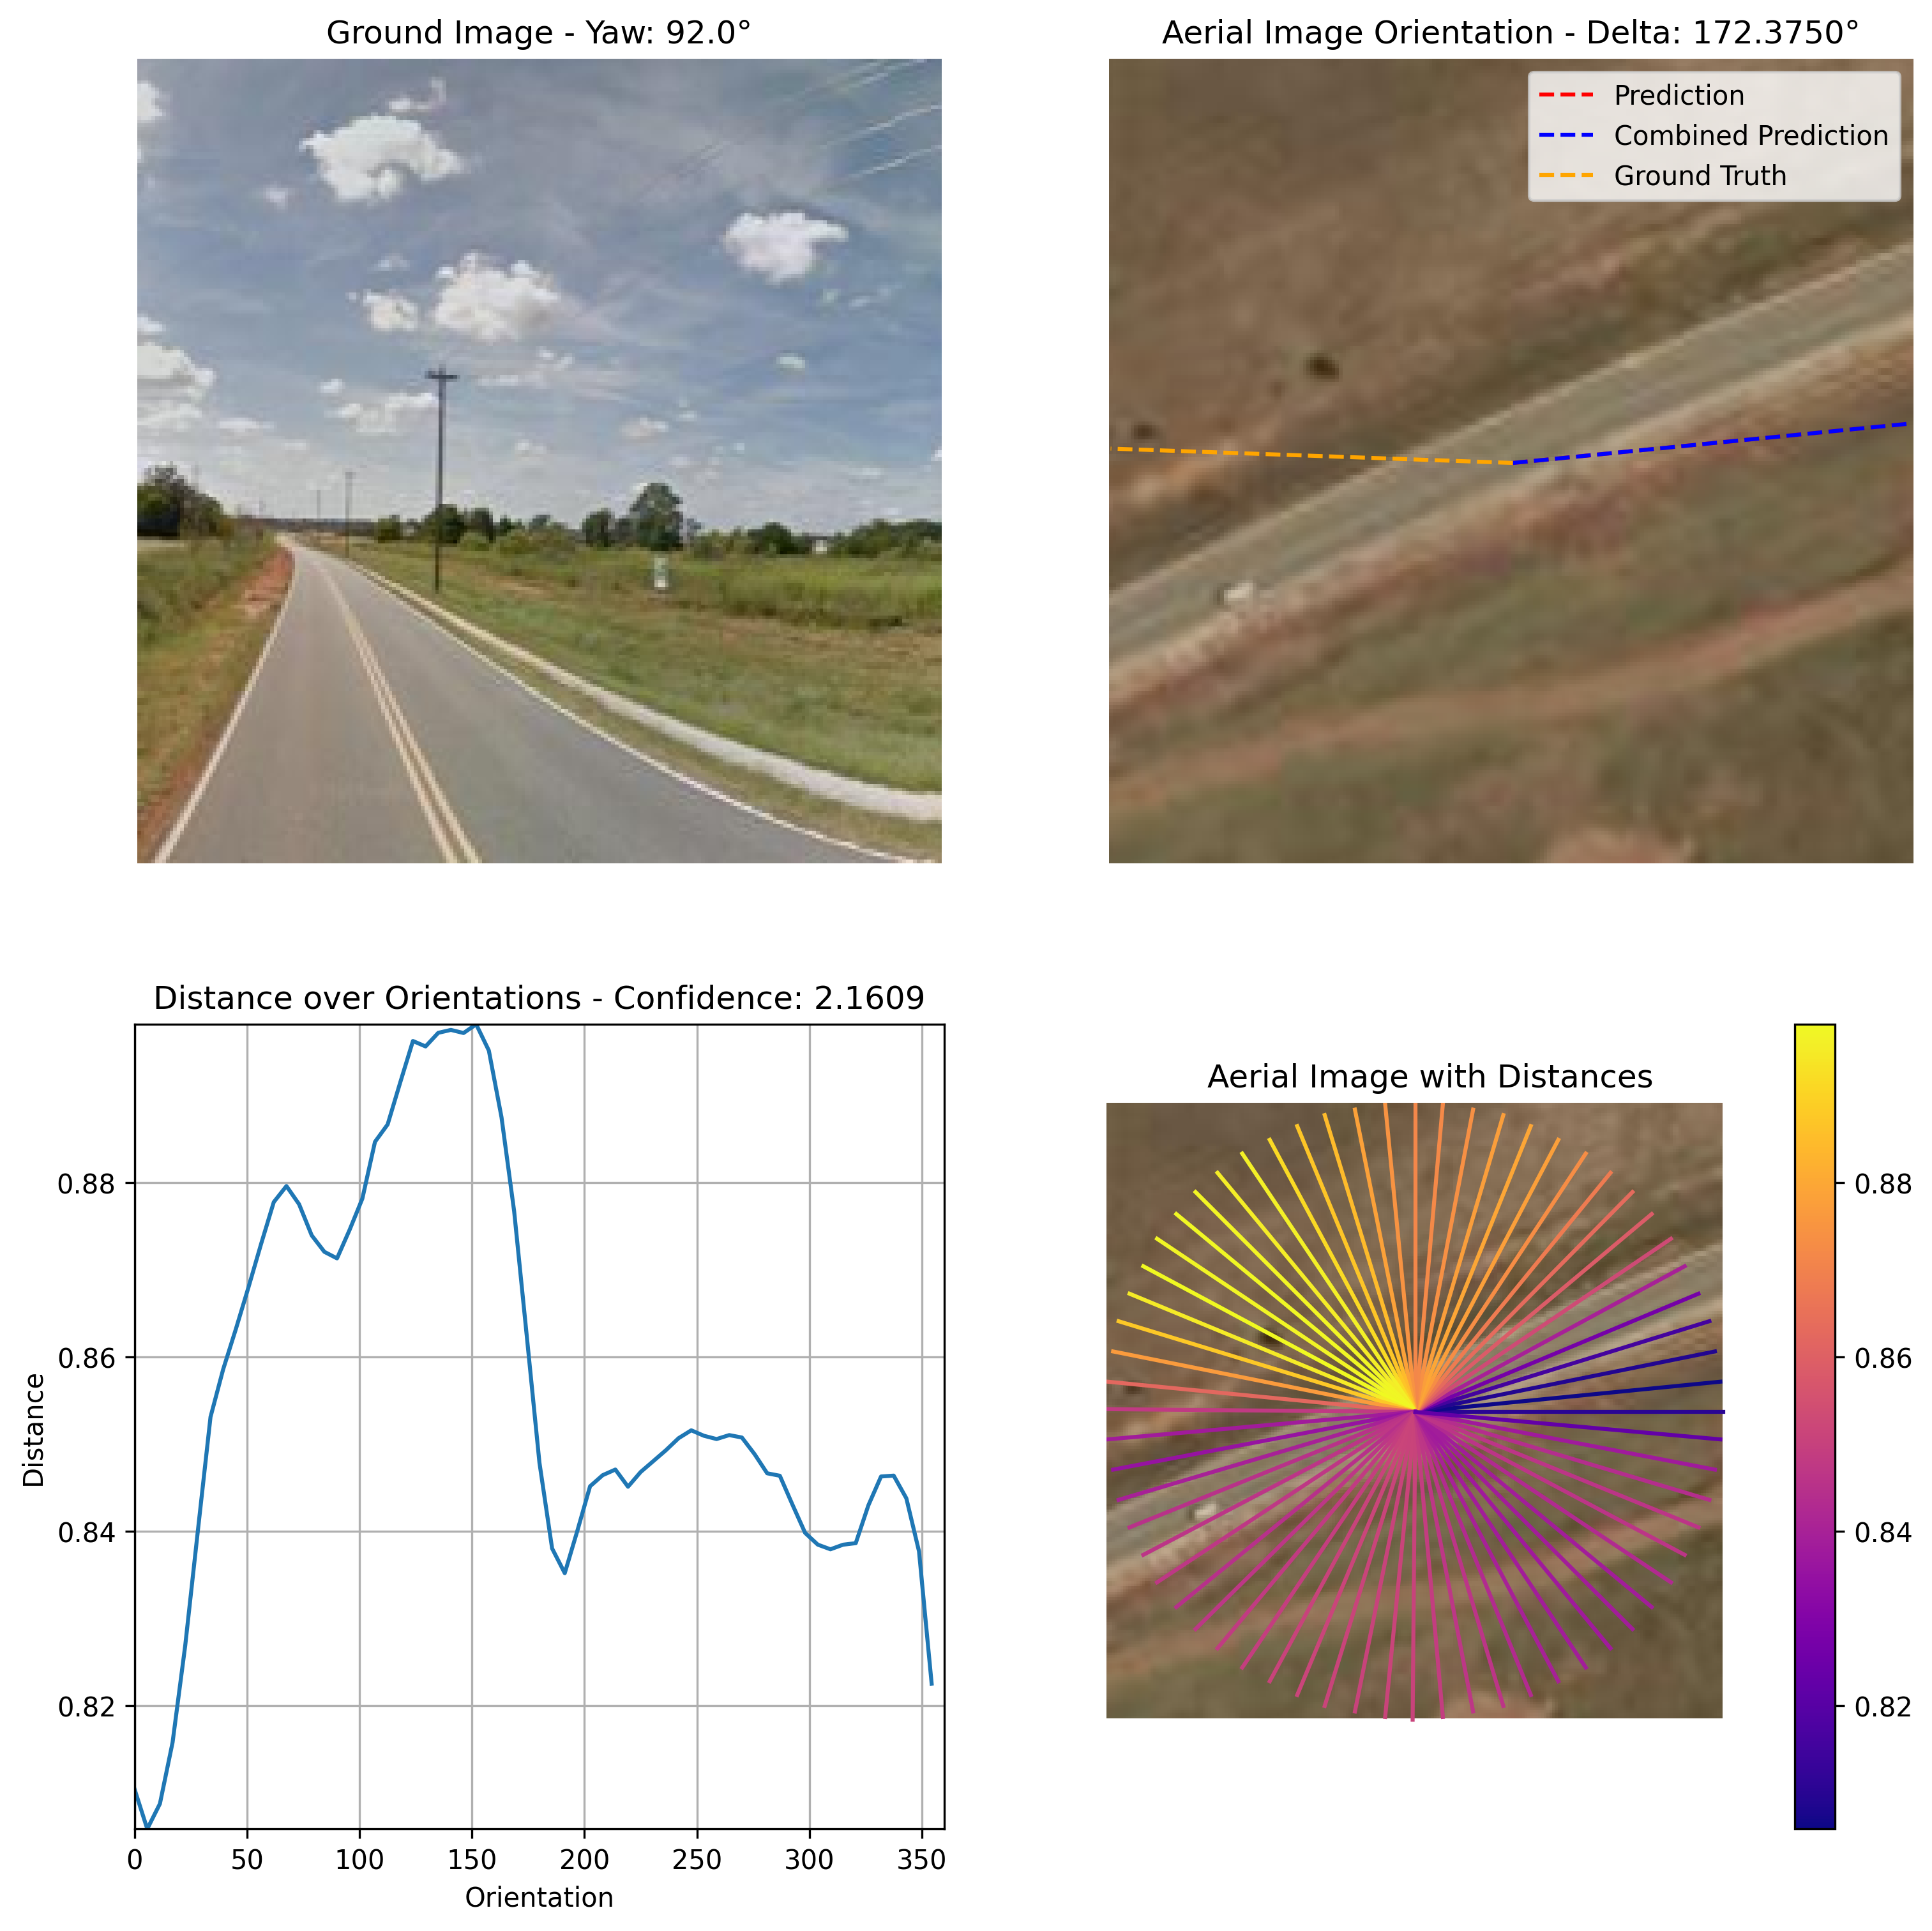 Ground Image - Yaw: 92.0°
Aerial Image Orientation - Delta: 172.3750°
Prediction
Combined Prediction
Ground Truth
Distance over Orientations - Confidence: 2.1609
Distance
0.88
0.86
0.84
0.82
0
50
100
150
200
250
300
350
Orientation
Aerial Image with Distances
0.88
0.86
0.84
0.82